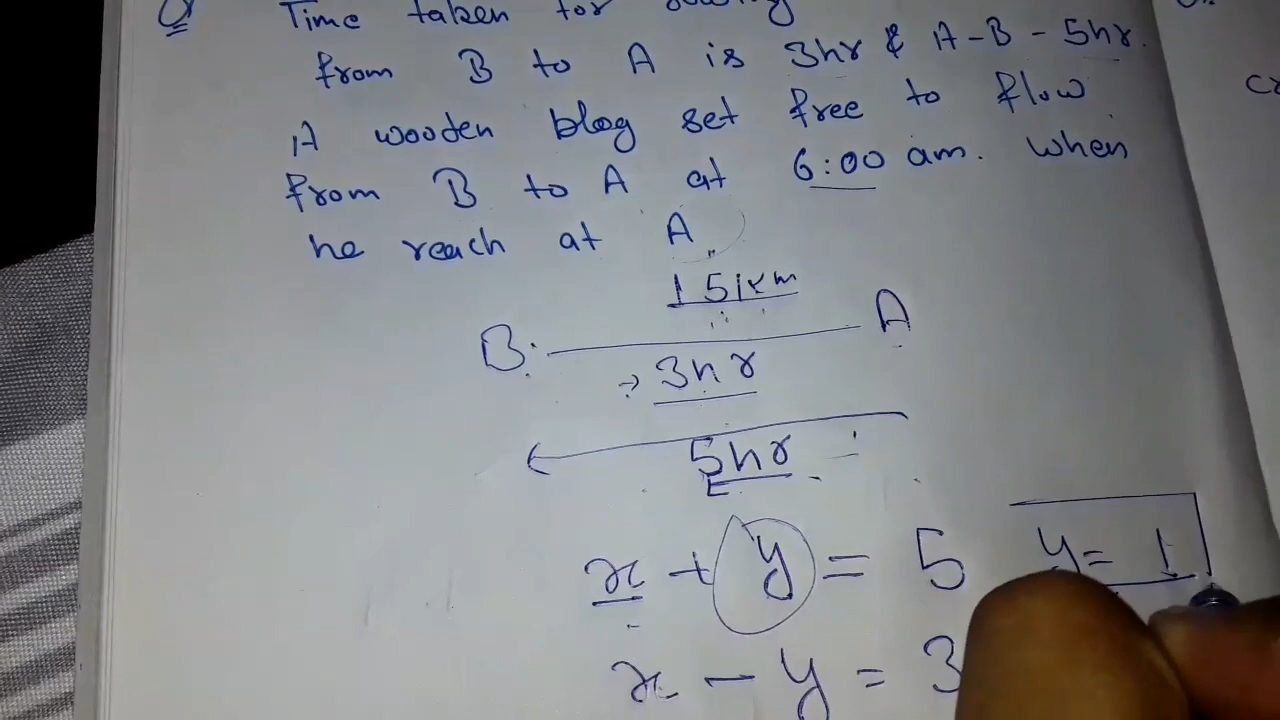 Q Time taken for
from B to A is 3hr & A-B-5hr.
A wooden blog set free to flow
from B to A at 6:00 am. when
he reach at A
15km
B A
3hr
5hr
x + y = 5 y = 1
x - y = 3